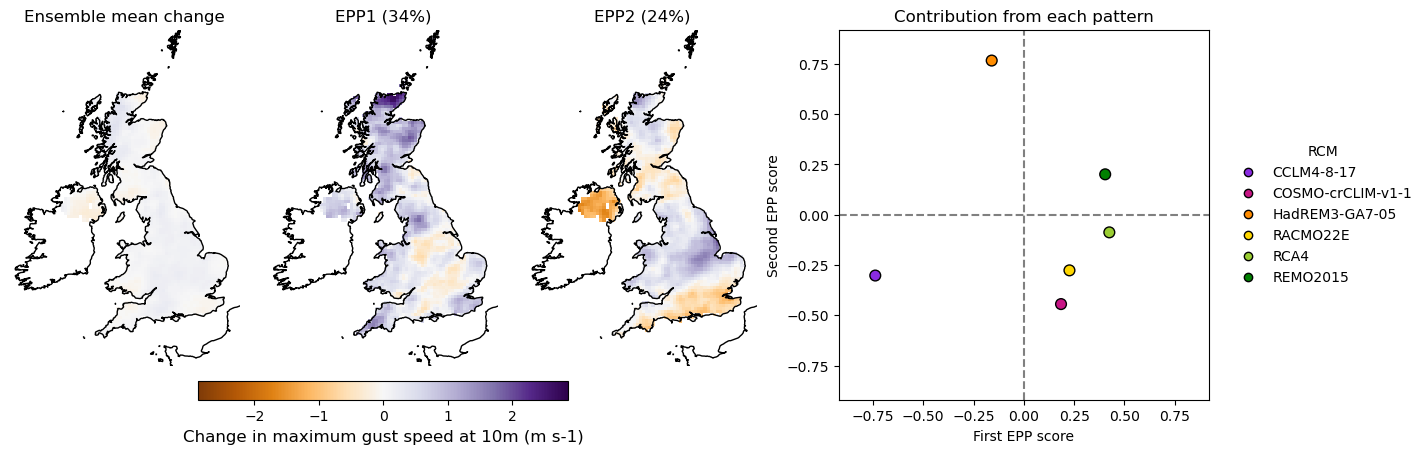 Ensemble mean change
EPP1 (34%)
EPP2 (24%)
Contribution from each pattern
−2 −1 0 1 2
Change in maximum gust speed at 10m (m s-1)
Second EPP score
0.75
0.50
0.25
0.00
−0.25
−0.50
−0.75
−0.75 −0.50 −0.25 0.00 0.25 0.50 0.75
First EPP score
RCM
CCLM4-8-17
COSMO-crCLIM-v1-1
HadREM3-GA7-05
RACMO22E
RCA4
REMO2015